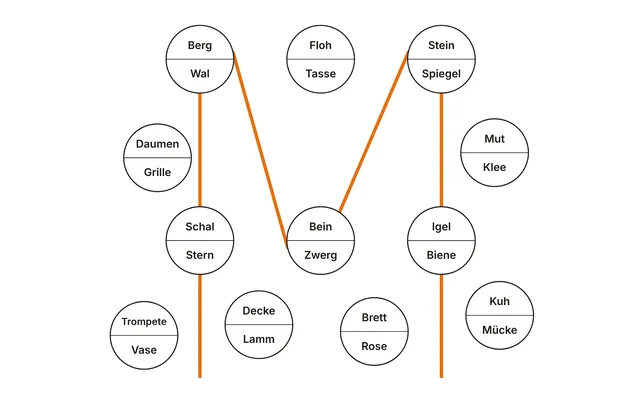 Berg
Wal
Floh
Tasse
Stein
Spiegel
Daumen
Grille
Mut
Klee
Schal
Stern
Bein
Zwerg
Igel
Biene
Trompete
Vase
Decke
Lamm
Brett
Rose
Kuh
Mücke